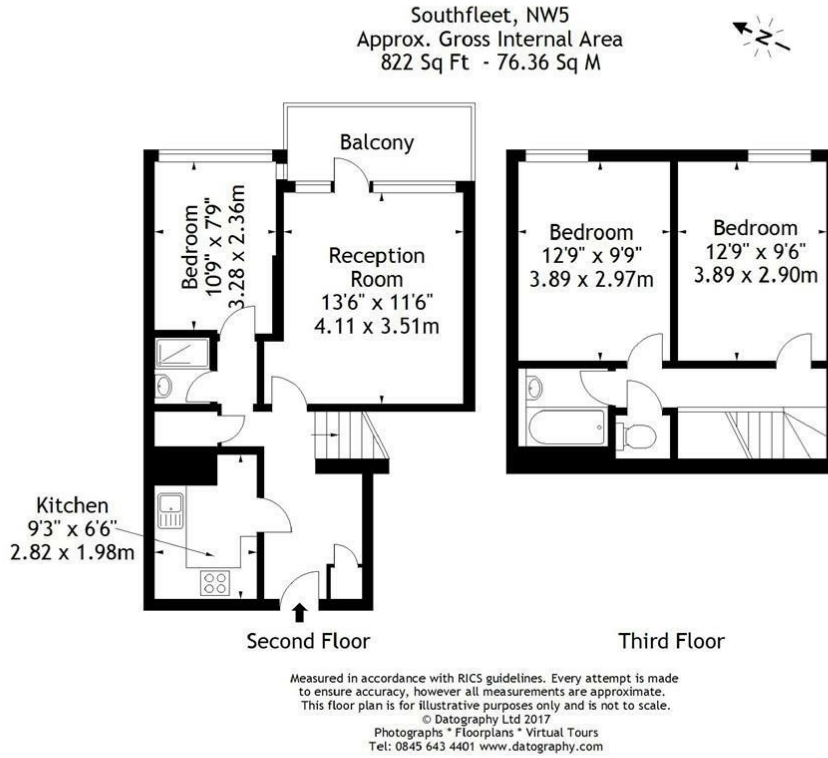 Southfleet, NW5
Approx. Gross Internal Area
822 Sq Ft - 76.36 Sq M
N
Balcony
Bedroom
10'9" x 7'9"
3.28 x 2.36m
Reception
Room
13'6" x 11'6"
4.11 x 3.51m
Bedroom
12'9" x 9'9"
3.89 x 2.97m
Bedroom
12'9" x 9'6"
3.89 x 2.90m
Kitchen
9'3" x 6'6"
2.82 x 1.98m
Second Floor
Third Floor
Measured in accordance with RICS guidelines. Every attempt is made
to ensure accuracy, however all measurements are approximate.
This floor plan is for illustrative purposes only and is not to scale.
© Datography Ltd 2017
Photographs * Floorplans * Virtual Tours
Tel: 0845 643 4401 www.datography.com